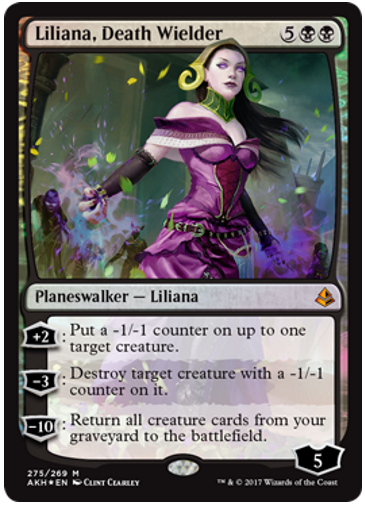 Liliana, Death Wielder 5
Planeswalker — Liliana
+2: Put a -1/-1 counter on up to one
target creature.
−3: Destroy target creature with a -1/-1
counter on it.
−10: Return all creature cards from your
graveyard to the battlefield.
5
275/269 M
AKH★EN CLINT CEARLEY
™ & © 2017 Wizards of the Coast